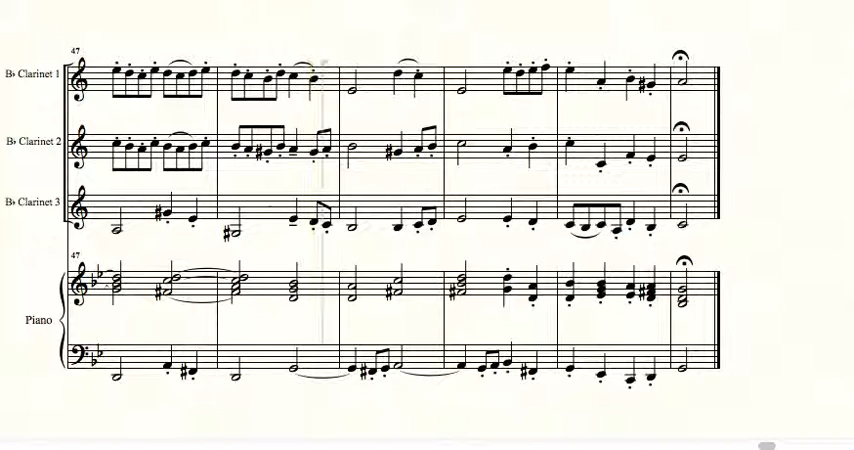 47
B♭ Clarinet 1
B♭ Clarinet 2
B♭ Clarinet 3
47
Piano